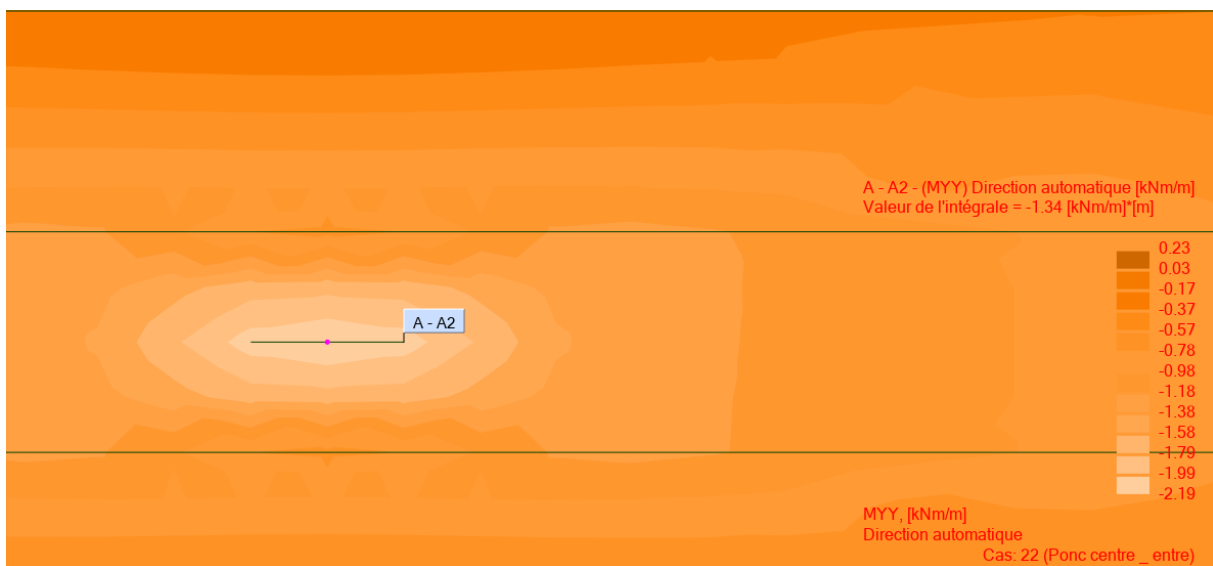 A - A2 - (MYY) Direction automatique [kNm/m]
Valeur de l'intégrale = -1.34 [kNm/m]*[m]
0.23
0.03
-0.17
-0.37
-0.57
-0.78
-0.98
-1.18
-1.38
-1.58
-1.79
-1.99
-2.19
A - A2
MYY, [kNm/m]
Direction automatique
Cas: 22 (Ponc centre _ entre)